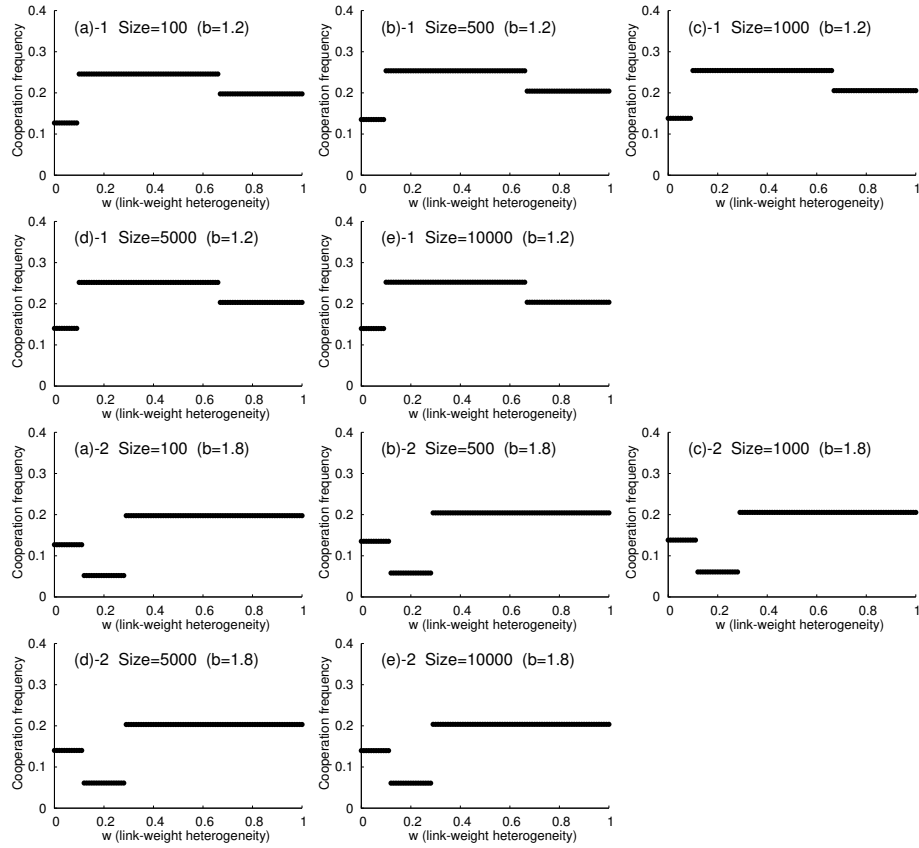 (a)-1 Size=100 (b=1.2)
Cooperation frequency
0.4
0.3
0.2
0.1
0
0 0.2 0.4 0.6 0.8 1
w (link-weight heterogeneity)
(b)-1 Size=500 (b=1.2)
Cooperation frequency
0.4
0.3
0.2
0.1
0
0 0.2 0.4 0.6 0.8 1
w (link-weight heterogeneity)
(c)-1 Size=1000 (b=1.2)
Cooperation frequency
0.4
0.3
0.2
0.1
0
0 0.2 0.4 0.6 0.8 1
w (link-weight heterogeneity)
(d)-1 Size=5000 (b=1.2)
Cooperation frequency
0.4
0.3
0.2
0.1
0
0 0.2 0.4 0.6 0.8 1
w (link-weight heterogeneity)
(e)-1 Size=10000 (b=1.2)
Cooperation frequency
0.4
0.3
0.2
0.1
0
0 0.2 0.4 0.6 0.8 1
w (link-weight heterogeneity)
(a)-2 Size=100 (b=1.8)
Cooperation frequency
0.4
0.3
0.2
0.1
0
0 0.2 0.4 0.6 0.8 1
w (link-weight heterogeneity)
(b)-2 Size=500 (b=1.8)
Cooperation frequency
0.4
0.3
0.2
0.1
0
0 0.2 0.4 0.6 0.8 1
w (link-weight heterogeneity)
(c)-2 Size=1000 (b=1.8)
Cooperation frequency
0.4
0.3
0.2
0.1
0
0 0.2 0.4 0.6 0.8 1
w (link-weight heterogeneity)
(d)-2 Size=5000 (b=1.8)
Cooperation frequency
0.4
0.3
0.2
0.1
0
0 0.2 0.4 0.6 0.8 1
w (link-weight heterogeneity)
(e)-2 Size=10000 (b=1.8)
Cooperation frequency
0.4
0.3
0.2
0.1
0
0 0.2 0.4 0.6 0.8 1
w (link-weight heterogeneity)